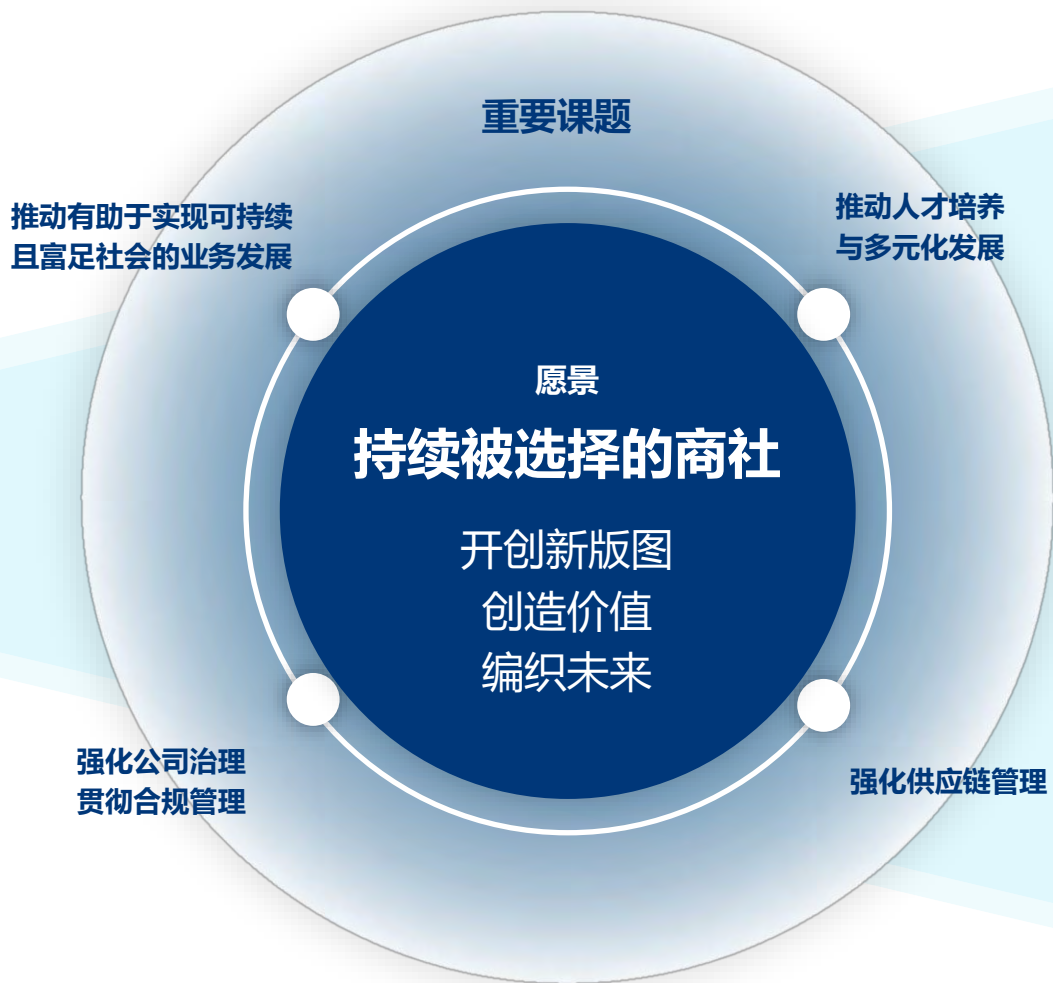 重要课题
推动有助于实现可持续
且富足社会的业务发展
推动人才培养
与多元化发展
愿景
持续被选择的商社
开创新版图
创造价值
编织未来
强化公司治理
贯彻合规管理
强化供应链管理